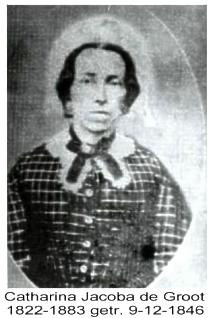 Catharina Jacoba de Groot
1822-1883 getr. 9-12-1846